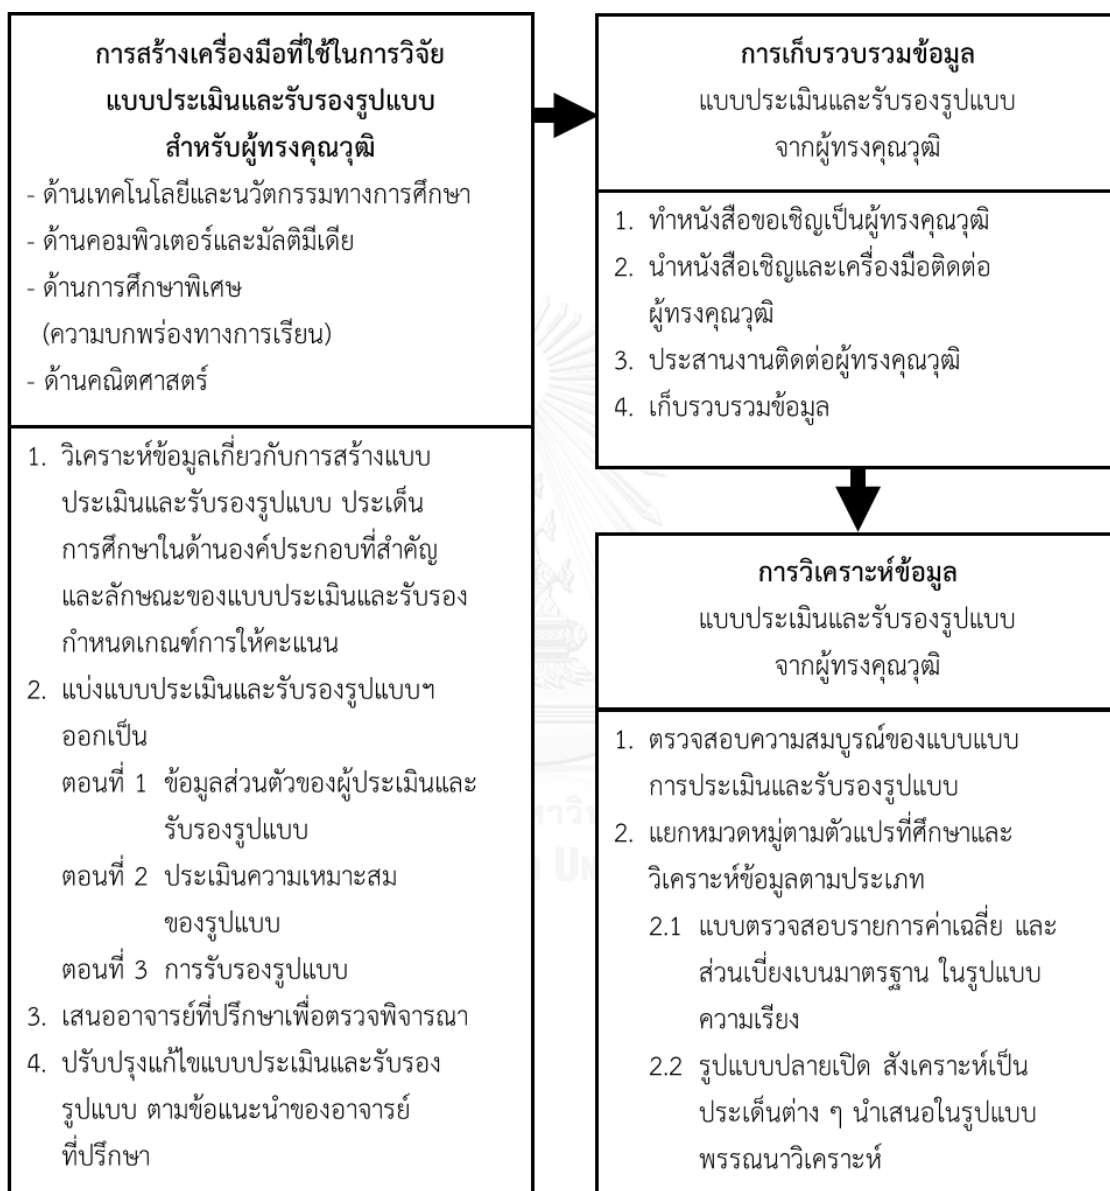 การสร้างเครื่องมือที่ใช้ในการวิจัย
แบบประเมินและรับรองรูปแบบ
สำหรับผู้ทรงคุณวุฒิ
- ด้านเทคโนโลยีและนวัตกรรมทางการศึกษา
- ด้านคอมพิวเตอร์และมัลติมีเดีย
- ด้านการศึกษาพิเศษ
(ความบกพร่องทางการเรียน)
- ด้านคณิตศาสตร์
1. วิเคราะห์ข้อมูลเกี่ยวกับการสร้างแบบ
ประเมินและรับรองรูปแบบ ประเด็น
การศึกษาในด้านองค์ประกอบที่สำคัญ
และลักษณะของแบบประเมินและรับรอง
กำหนดเกณฑ์การให้คะแนน
2. แบ่งแบบประเมินและรับรองรูปแบบฯ
ออกเป็น
ตอนที่ 1 ข้อมูลส่วนตัวของผู้ประเมินและ
รับรองรูปแบบ
ตอนที่ 2 ประเมินความเหมาะสม
ของรูปแบบ
ตอนที่ 3 การรับรองรูปแบบ
3. เสนออาจารย์ที่ปรึกษาเพื่อตรวจพิจารณา
4. ปรับปรุงแก้ไขแบบประเมินและรับรอง
รูปแบบ ตามข้อแนะนำของอาจารย์
ที่ปรึกษา
การเก็บรวบรวมข้อมูล
แบบประเมินและรับรองรูปแบบ
จากผู้ทรงคุณวุฒิ
1. ทำหนังสือขอเชิญเป็นผู้ทรงคุณวุฒิ
2. นำหนังสือเชิญและเครื่องมือติดต่อ
ผู้ทรงคุณวุฒิ
3. ประสานงานติดต่อผู้ทรงคุณวุฒิ
4. เก็บรวบรวมข้อมูล
การวิเคราะห์ข้อมูล
แบบประเมินและรับรองรูปแบบ
จากผู้ทรงคุณวุฒิ
1. ตรวจสอบความสมบูรณ์ของแบบแบบ
การประเมินและรับรองรูปแบบ
2. แยกหมวดหมู่ตามตัวแปรที่ศึกษาและ
วิเคราะห์ข้อมูลตามประเภท
2.1 แบบตรวจสอบรายการค่าเฉลี่ย และ
ส่วนเบี่ยงเบนมาตรฐาน ในรูปแบบ
ความเรียง
2.2 รูปแบบปลายเปิด สังเคราะห์เป็น
ประเด็นต่าง ๆ นำเสนอในรูปแบบ
พรรณนาวิเคราะห์